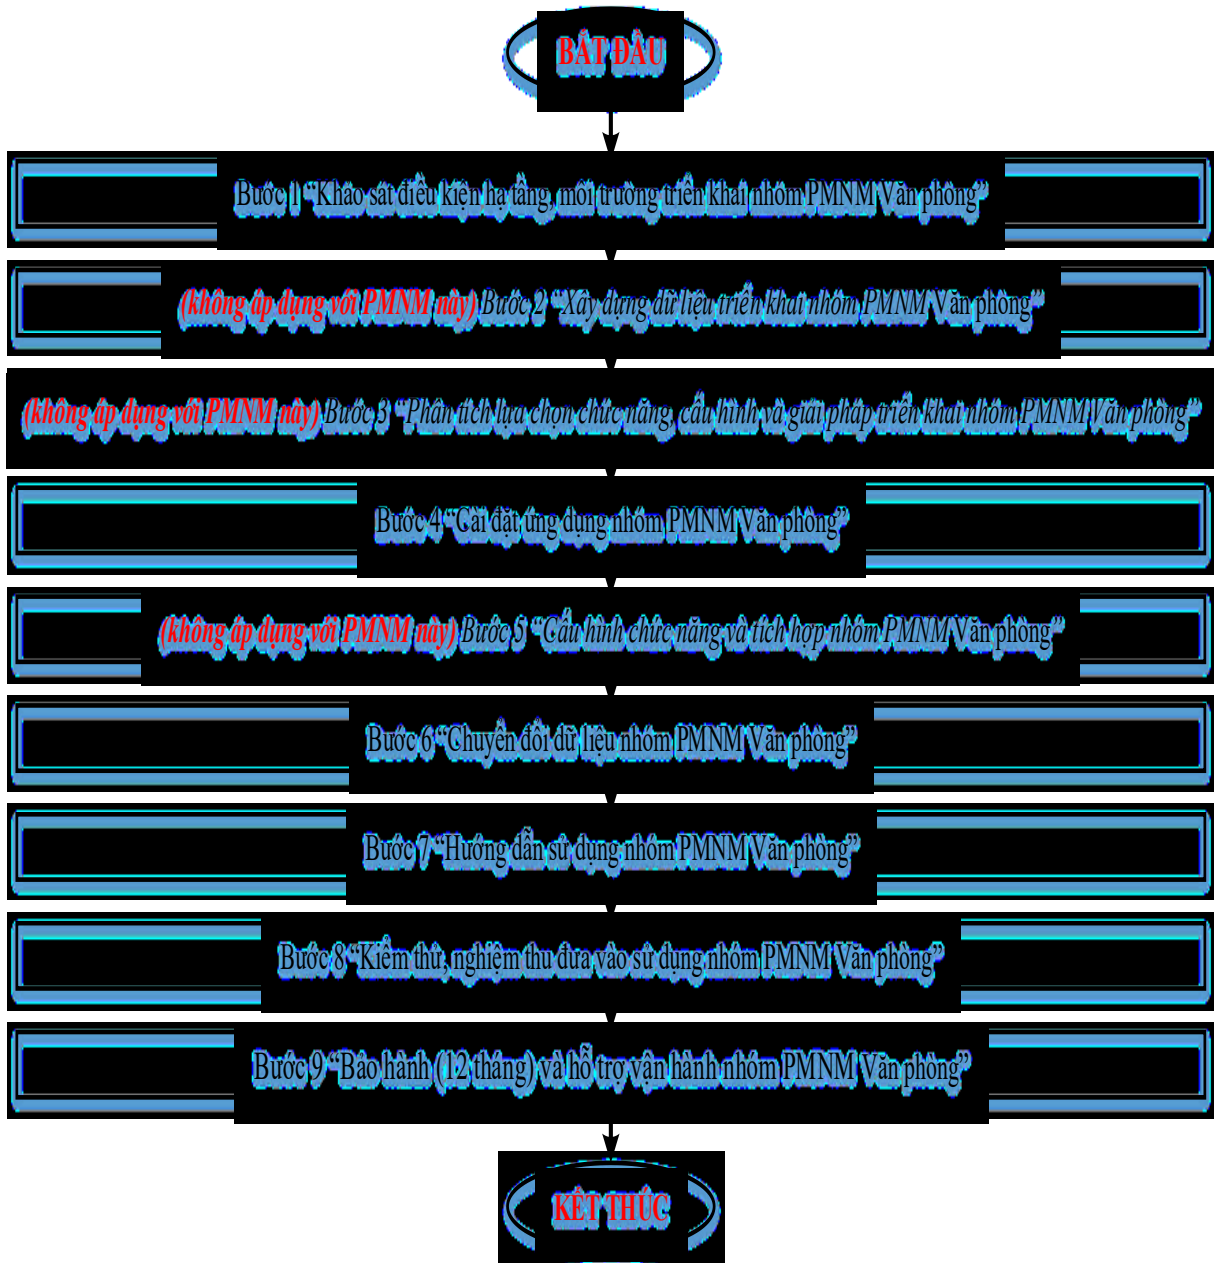 BẮT ĐẦU
Bước 1 “Khảo sát điều kiện hạ tầng, môi trường triển khai nhóm PMNM Văn phòng”
(không áp dụng với PMNM này) Bước 2 “Xây dựng dữ liệu triển khai nhóm PMNM Văn phòng”
(không áp dụng với PMNM này) Bước 3 “Phân tích lựa chọn chức năng, cấu hình và giải pháp triển khai nhóm PMNM Văn phòng”
Bước 4 “Cài đặt ứng dụng nhóm PMNM Văn phòng”
(không áp dụng với PMNM này) Bước 5 “Cấu hình chức năng và tích hợp nhóm PMNM Văn phòng”
Bước 6 “Chuyển đổi dữ liệu nhóm PMNM Văn phòng”
Bước 7 “Hướng dẫn sử dụng nhóm PMNM Văn phòng”
Bước 8 “Kiểm thử, nghiệm thu đưa vào sử dụng nhóm PMNM Văn phòng”
Bước 9 “Bảo hành (12 tháng) và hỗ trợ vận hành nhóm PMNM Văn phòng”
KẾT THÚC